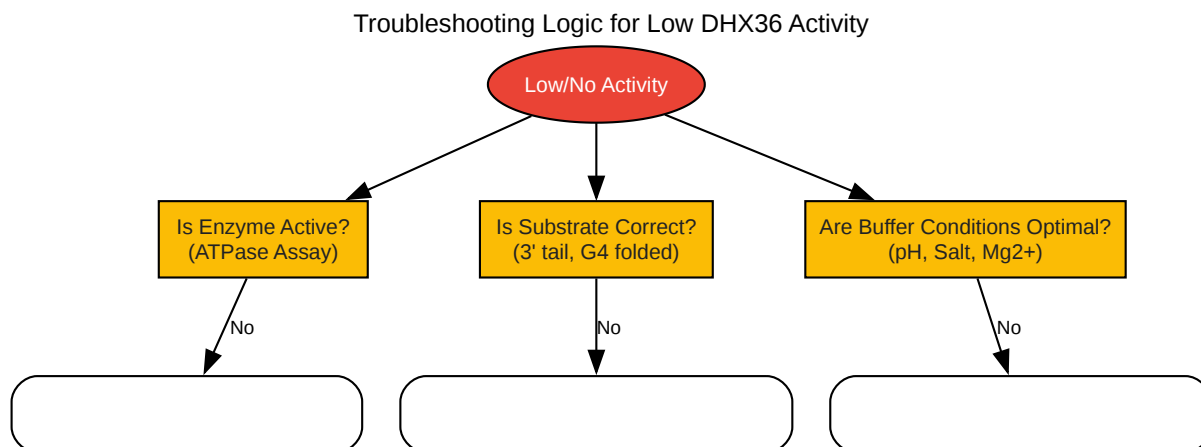 Troubleshooting Logic for Low DHX36 Activity
Low/No Activity
Is Enzyme Active?
(ATPase Assay)
Is Substrate Correct?
(3' tail, G4 folded)
Are Buffer Conditions Optimal?
(pH, Salt, Mg2+)
No
No
No